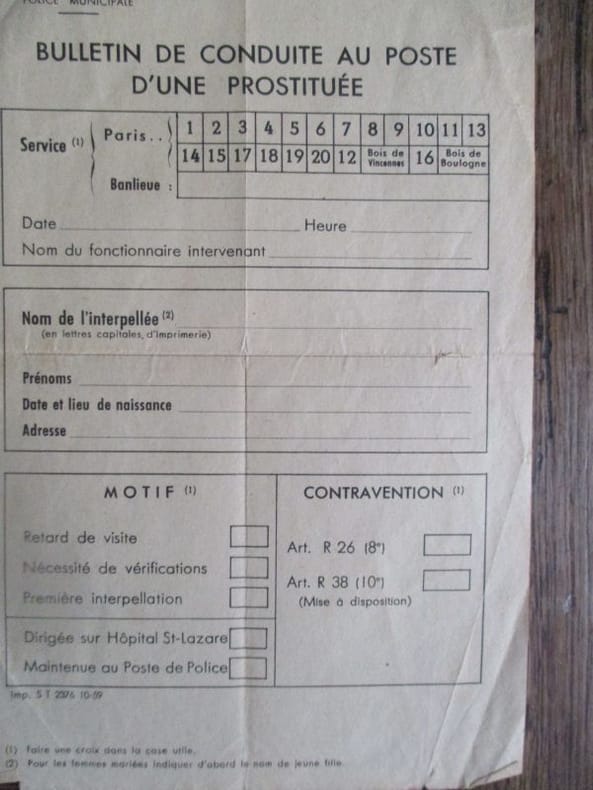 POLICE MUNICIPALE
BULLETIN DE CONDUITE AU POSTE
D'UNE PROSTITUÉE
Service (1)
Paris . .
1 2 3 4 5 6 7 8 9 10 11 13
14 15 17 18 19 20 12 Bois de Vincennes 16 Bois de Boulogne
Banlieue :
Date Heure
Nom du fonctionnaire intervenant
Nom de l'interpellée (2)
(en lettres capitales, d'imprimerie)
Prénoms
Date et lieu de naissance
Adresse
MOTIF (1)
Retard de visite
Nécessité de vérifications
Première interpellation
Dirigée sur Hôpital St-Lazare
Maintenue au Poste de Police
CONTRAVENTION (1)
Art. R 26 (8°)
Art. R 38 (10°)
(Mise à disposition)
Imp. S T 2376 10-59
(1) Faire une croix dans la case utile.
(2) Pour les femmes mariées indiquer d'abord le nom de jeune fille.